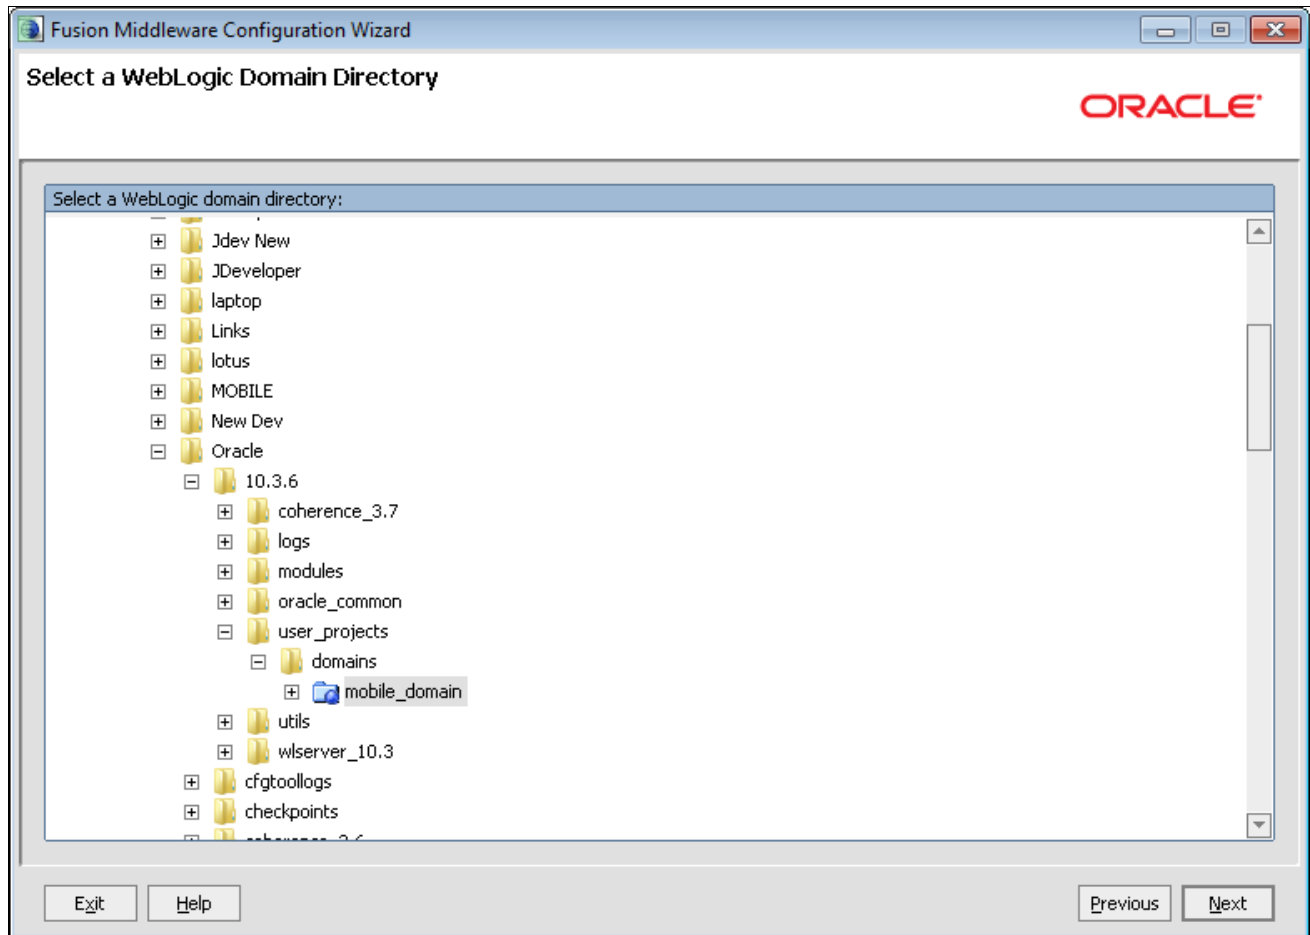 Fusion Middleware Configuration Wizard
Select a WebLogic Domain Directory
ORACLE
Select a WebLogic domain directory:
Jdev New
JDeveloper
laptop
Links
lotus
MOBILE
New Dev
Oracle
10.3.6
coherence_3.7
logs
modules
oracle_common
user_projects
domains
mobile_domain
utils
wlserver_10.3
cfgtoollogs
checkpoints
Exit Help Previous Next